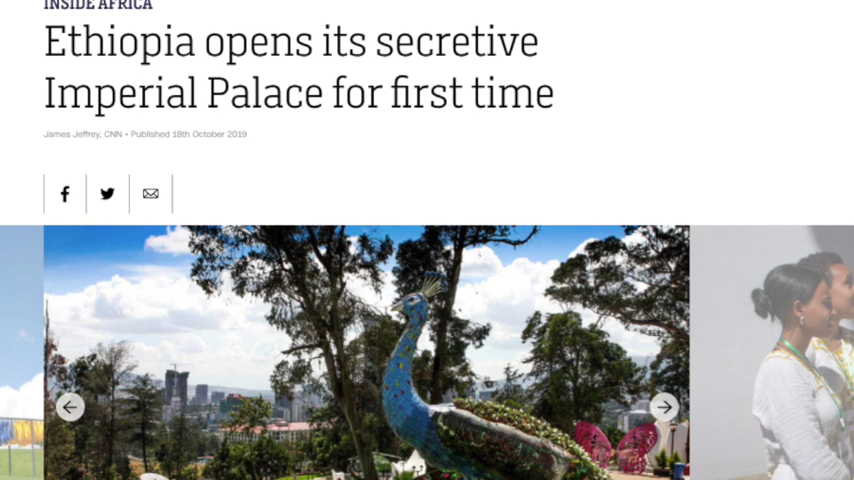 INSIDE AFRICA
Ethiopia opens its secretive
Imperial Palace for first time
James Jeffrey, CNN • Published 18th October 2019